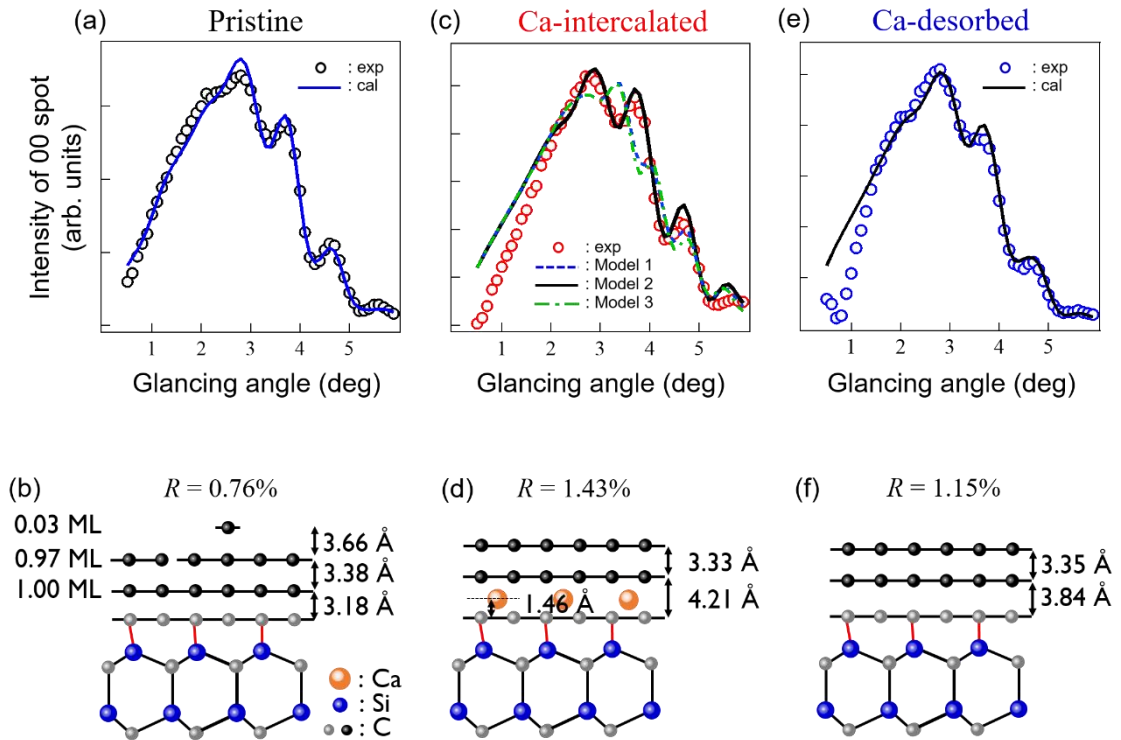 (a) Pristine
(c) Ca-intercalated
(e) Ca-desorbed
Intensity of 00 spot
(arb. units)
: exp
: cal
: exp
: Model 1
: Model 2
: Model 3
: exp
: cal
1 2 3 4 5
1 2 3 4 5
1 2 3 4 5
Glancing angle (deg)
Glancing angle (deg)
Glancing angle (deg)
(b) R = 0.76%
0.03 ML
0.97 ML
1.00 ML
3.66 Å
3.38 Å
3.18 Å
: Ca
: Si
: C
(d) R = 1.43%
3.33 Å
4.21 Å
1.46 Å
(f) R = 1.15%
3.35 Å
3.84 Å